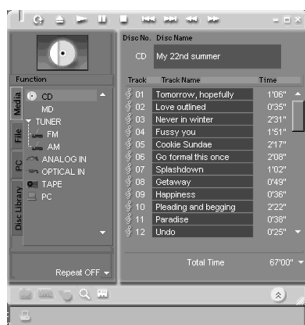 Disc No. Disc Name
CD My 22nd summer
Function
Media
File
PC
Disc Library
CD
MD
TUNER
FM
AM
ANALOG IN
OPTICAL IN
TAPE
PC
Repeat OFF
Track Track Name Time
01 Tomorrow, hopefully 1'06"
02 Love outlined 0'35"
03 Never in winter 2'31"
04 Fussy you 1'51"
05 Cookie Sundae 2'17"
06 Go formal this once 2'08"
07 Splashdown 1'02"
08 Getaway 0'49"
09 Happiness 0'36"
10 Pleading and begging 2'22"
11 Paradise 0'38"
12 Undo 0'25"
Total Time 67'00"